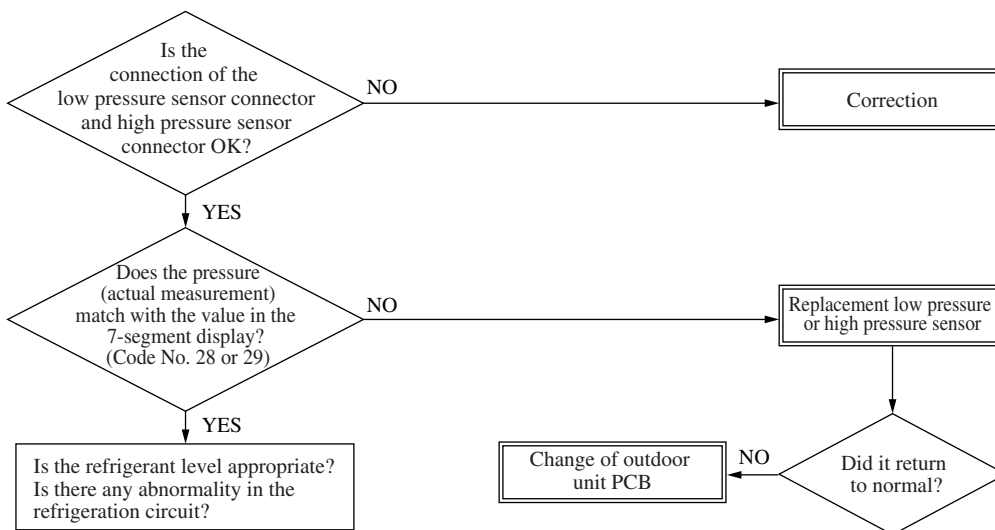 Is the
connection of the
low pressure sensor connector
and high pressure sensor
connector OK?
NO
Correction
YES
Does the pressure
(actual measurement)
match with the value in the
7-segment display?
(Code No. 28 or 29)
NO
Replacement low pressure
or high pressure sensor
YES
Is the refrigerant level appropriate?
Is there any abnormality in the
refrigeration circuit?
Change of outdoor
unit PCB
NO
Did it return
to normal?